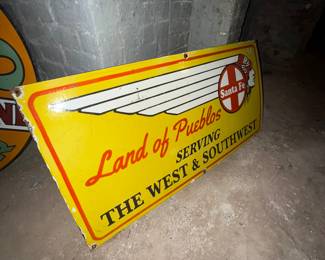 Santa Fe
Land of Pueblos
SERVING
THE WEST & SOUTHWEST